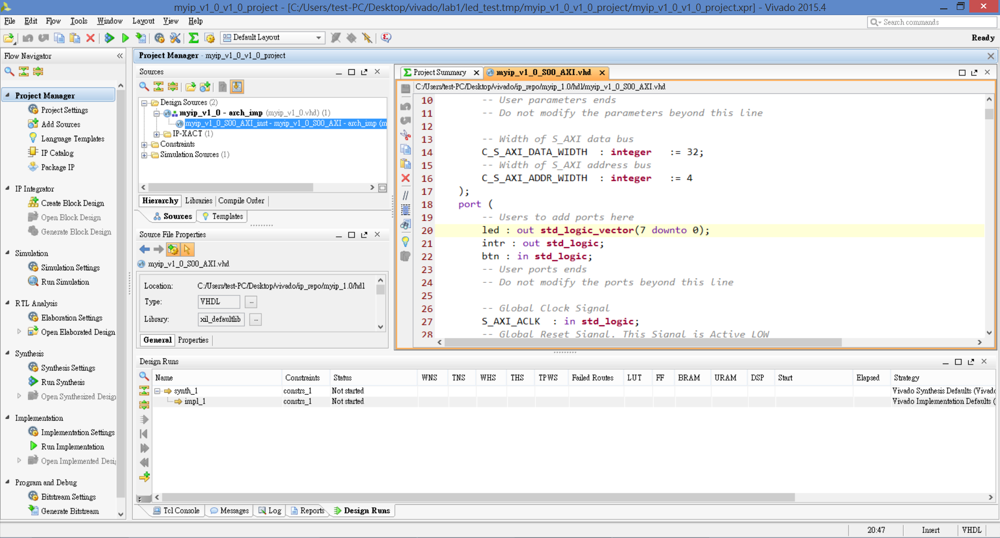 myip_v1_0_v1_0_project - [C:/Users/test-PC/Desktop/vivado/lab1/led_test.tmp/myip_v1_0_v1_0_project/myip_v1_0_v1_0_project.xpr] - Vivado 2015.4
File Edit Flow Tools Window Layout View Help
Search commands
Default Layout
Ready
Flow Navigator
Project Manager
Project Settings
Add Sources
Language Templates
IP Catalog
Package IP
IP Integrator
Create Block Design
Open Block Design
Generate Block Design
Simulation
Simulation Settings
Run Simulation
RTL Analysis
Elaboration Settings
Open Elaborated Design
Synthesis
Synthesis Settings
Run Synthesis
Open Synthesized Design
Implementation
Implementation Settings
Run Implementation
Open Implemented Desi
Program and Debug
Bitstream Settings
Generate Bitstream
Project Manager - myip_v1_0_v1_0_project
Sources
Design Sources (2)
myip_v1_0 - arch_imp (myip_v1_0.vhd) (1)
myip_v1_0_S00_AXI_inst - myip_v1_0_S00_AXI - arch_imp (m
IP-XACT (1)
Constraints
Simulation Sources (1)
Hierarchy Libraries Compile Order
Sources Templates
Source File Properties
myip_v1_0_S00_AXI.vhd
Location: C:/Users/test-PC/Desktop/vivado/ip_repo/myip_1.0/hdl
Type: VHDL ...
Library: xil_defaultlib ...
General Properties
Project Summary myip_v1_0_S00_AXI.vhd
C:/Users/test-PC/Desktop/vivado/ip_repo/myip_1.0/hdl/myip_v1_0_S00_AXI.vhd
10 -- User parameters ends
11 -- Do not modify the parameters beyond this line
12
13 -- Width of S_AXI data bus
14 C_S_AXI_DATA_WIDTH : integer := 32;
15 -- Width of S_AXI address bus
16 C_S_AXI_ADDR_WIDTH : integer := 4
17 );
18 port (
19 -- Users to add ports here
20 led : out std_logic_vector(7 downto 0);
21 intr : out std_logic;
22 btn : in std_logic;
23 -- User ports ends
24 -- Do not modify the ports beyond this line
25
26 -- Global Clock Signal
27 S_AXI_ACLK : in std_logic;
28 -- Global Reset Signal. This Signal is Active LOW
Design Runs
Name Constraints Status WNS TNS WHS THS TPWS Failed Routes LUT FF BRAM URAM DSP Start Elapsed Strategy
synth_1 constrs_1 Not started Vivado Synthesis Defaults (Vivado
impl_1 constrs_1 Not started Vivado Implementation Defaults (
Tcl Console Messages Log Reports Design Runs
20:47 Insert VHDL